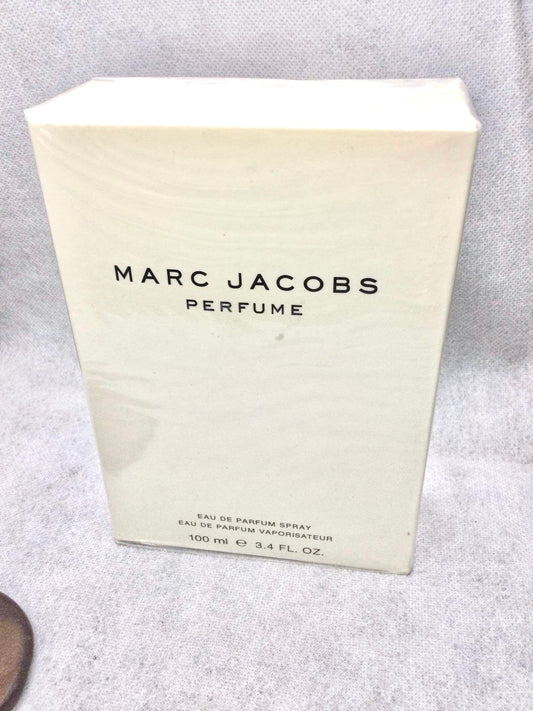 MARC JACOBS
PERFUME
EAU DE PARFUM SPRAY
EAU DE PARFUM VAPORISATEUR
100 ml ℮ 3.4 FL. OZ.